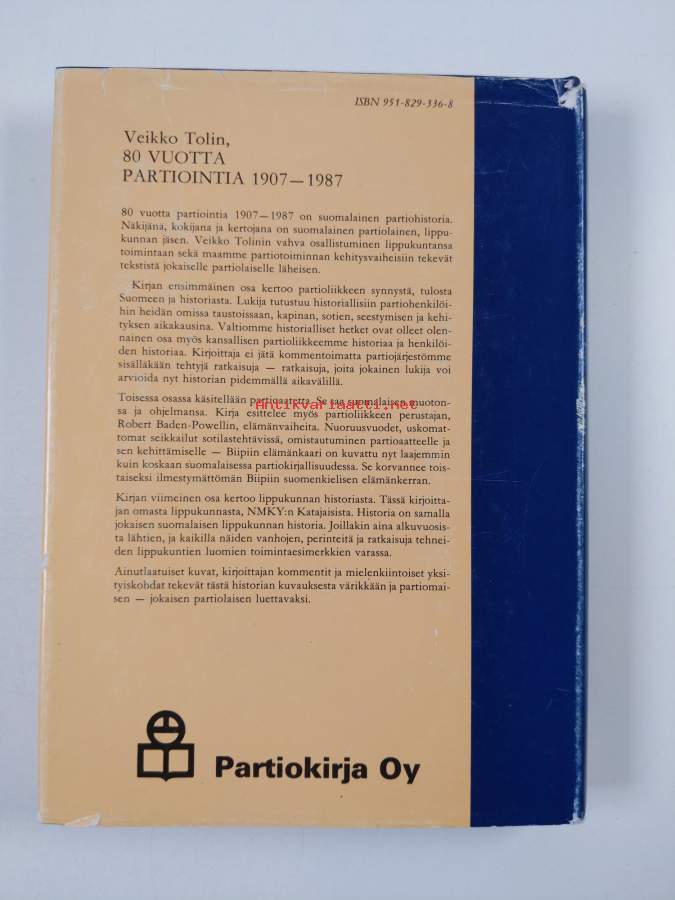 ISBN 951-829-336-8
Veikko Tolin,
80 VUOTTA
PARTIOINTIA 1907—1987
80 vuotta partiointia 1907—1987 on suomalainen partiohistoria.
Näkijänä, kokijana ja kertojana on suomalainen partiolainen, lippu-
kunnan jäsen. Veikko Tolinin vahva osallistuminen lippukuntansa
toimintaan sekä maamme partiotoiminnan kehitysvaiheisiin tekevät
tekstistä jokaiselle partiolaiselle läheisen.
Kirjan ensimmäinen osa kertoo partioliikkeen synnystä, tulosta
Suomeen ja historiasta. Lukija tutustuu historiallisiin partiohenkilöi-
hin heidän omissa taustoissaan, kapinan, sotien, seestymisen ja kehi-
tyksen aikakausina. Valtiomme historialliset hetket ovat olleet olen-
nainen osa myös kansallisen partioliikkeemme historiaa ja henkilöi-
den historiaa. Kirjoittaja ei jätä kommentoimatta partiojärjestömme
sisälläkään tehtyjä ratkaisuja — ratkaisuja, joita jokainen lukija voi
arvioida nyt historian pidemmällä aikavälillä.
Toisessa osassa käsitellään partioaatetta. Se saa suomalaisen muoton-
sa ja ohjelmansa. Kirja esittelee myös partioliikkeen perustajan,
Antikvariaatti.net
Robert Baden-Powellin, elämänvaiheita. Nuoruusvuodet, uskomat-
tomat seikkailut sotilastehtävissä, omistautuminen partioaatteelle ja
sen kehittämiselle — Biipiin elämänkaari on kuvattu nyt laajemmin
kuin koskaan suomalaisessa partiokirjallisuudessa. Se korvannee tois-
taiseksi ilmestymättömän Biipiin suomenkielisen elämänkerran.
Kirjan viimeinen osa kertoo lippukunnan historiasta. Tässä kirjoitta-
jan omasta lippukunnasta, NMKY:n Katajaisista. Historia on samalla
jokaisen suomalaisen lippukunnan historia. Joillakin aina alkuvuosis-
ta lähtien, ja kaikilla näiden vanhojen, perinteitä ja ratkaisuja tehnei-
den lippukuntien luomien toimintaesimerkkien varassa.
Ainutlaatuiset kuvat, kirjoittajan kommentit ja mielenkiintoiset yksi-
tyiskohdat tekevät tästä historian kuvauksesta värikkään ja partiomai-
sen — jokaisen partiolaisen luettavaksi.
Partiokirja Oy